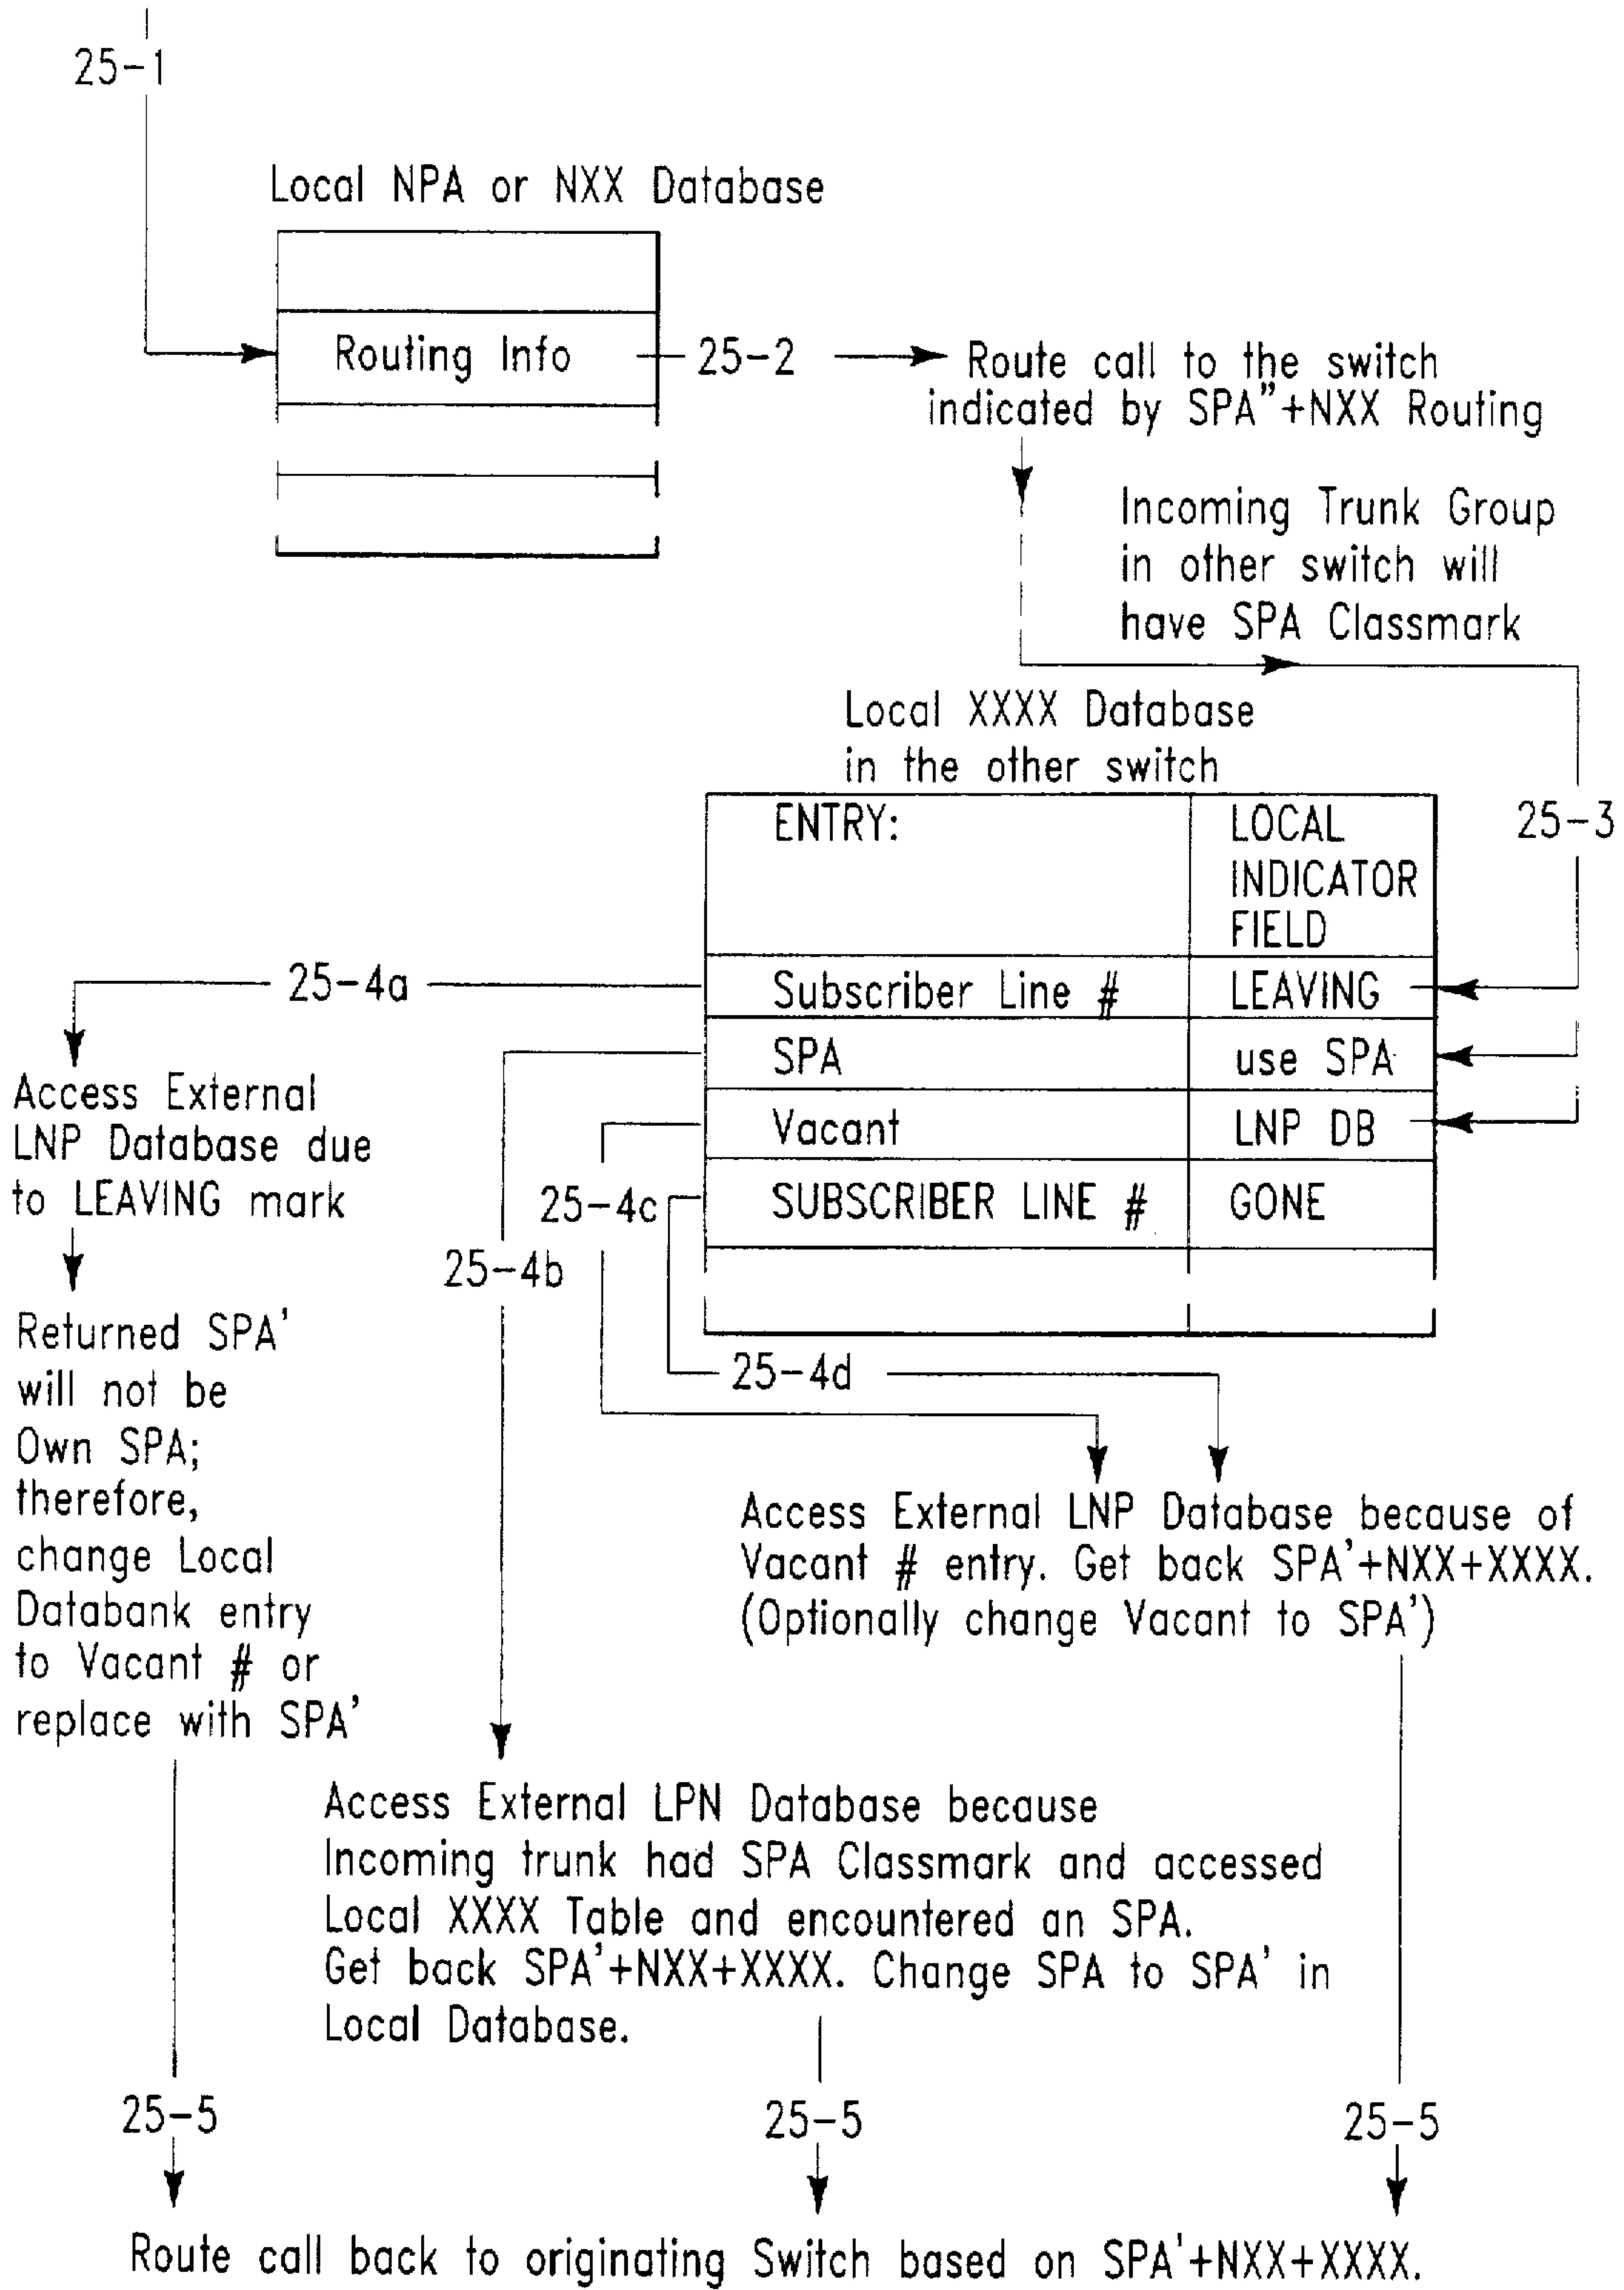 25-1
Local NPA or NXX Database
Routing Info
25-2
Route call to the switch
indicated by SPA"+NXX Routing
Incoming Trunk Group
in other switch will
have SPA Classmark
Local XXXX Database
in the other switch
25-3
ENTRY:
LOCAL
INDICATOR
FIELD
Subscriber Line #
LEAVING
SPA
use SPA
Vacant
LNP DB
SUBSCRIBER LINE #
GONE
25-4a
Access External
LNP Database due
to LEAVING mark
Returned SPA'
will not be
Own SPA;
therefore,
change Local
Databank entry
to Vacant # or
replace with SPA'
25-4b
25-4c
25-4d
Access External LNP Database because of
Vacant # entry. Get back SPA'+NXX+XXXX.
(Optionally change Vacant to SPA')
Access External LPN Database because
Incoming trunk had SPA Classmark and accessed
Local XXXX Table and encountered an SPA.
Get back SPA'+NXX+XXXX. Change SPA to SPA' in
Local Database.
25-5
25-5
25-5
Route call back to originating Switch based on SPA'+NXX+XXXX.